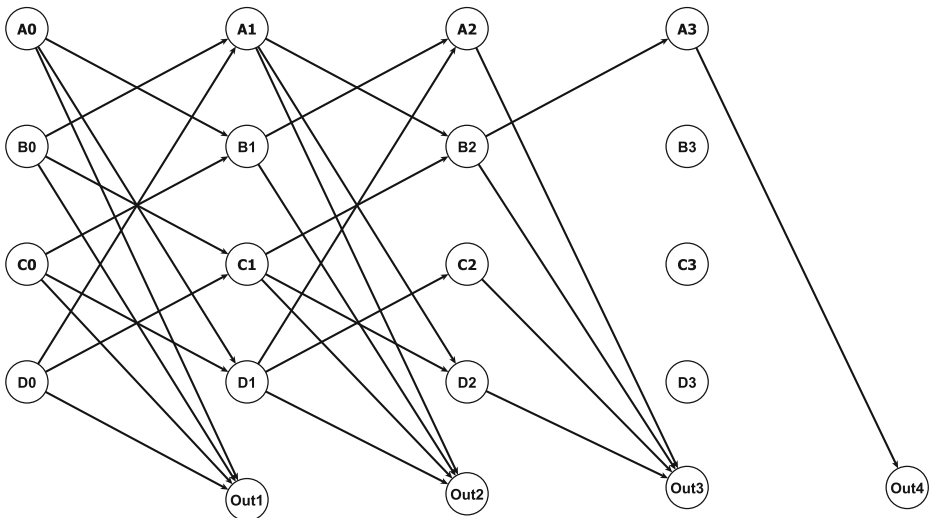 A0 A1 A2 A3
B0 B1 B2 B3
C0 C1 C2 C3
D0 D1 D2 D3
Out1 Out2 Out3 Out4